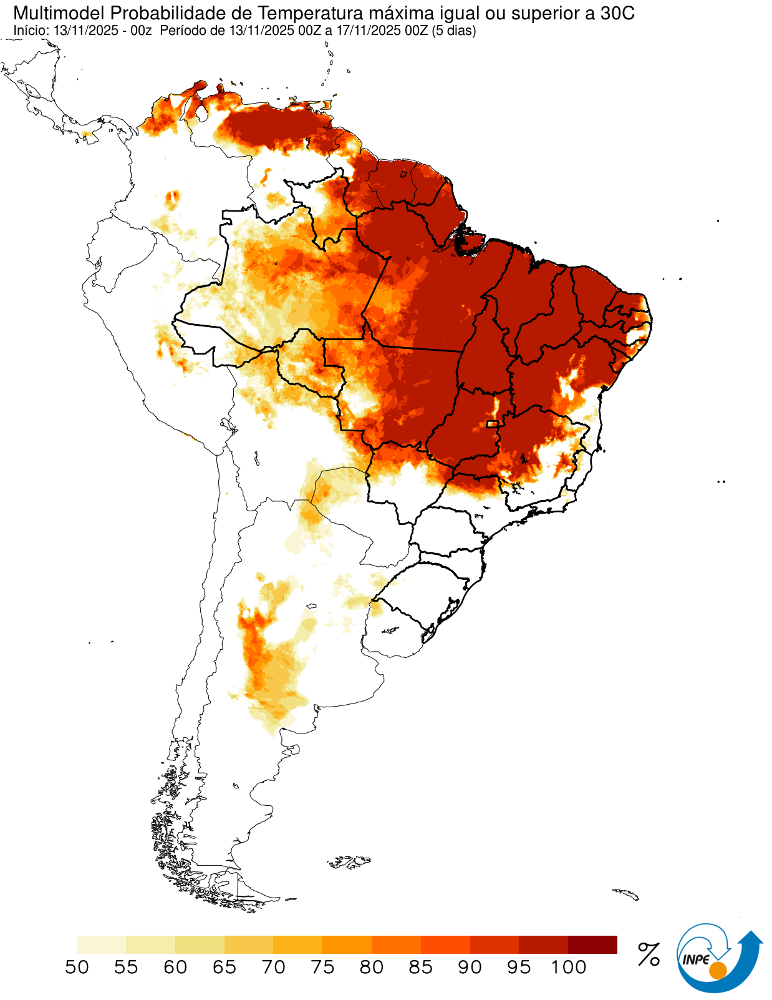 Multimodel Probabilidade de Temperatura máxima igual ou superior a 30C
Início: 13/11/2025 - 00z  Período de 13/11/2025 00Z a 17/11/2025 00Z (5 dias)
50 55 60 65 70 75 80 85 90 95 100 %
INPE